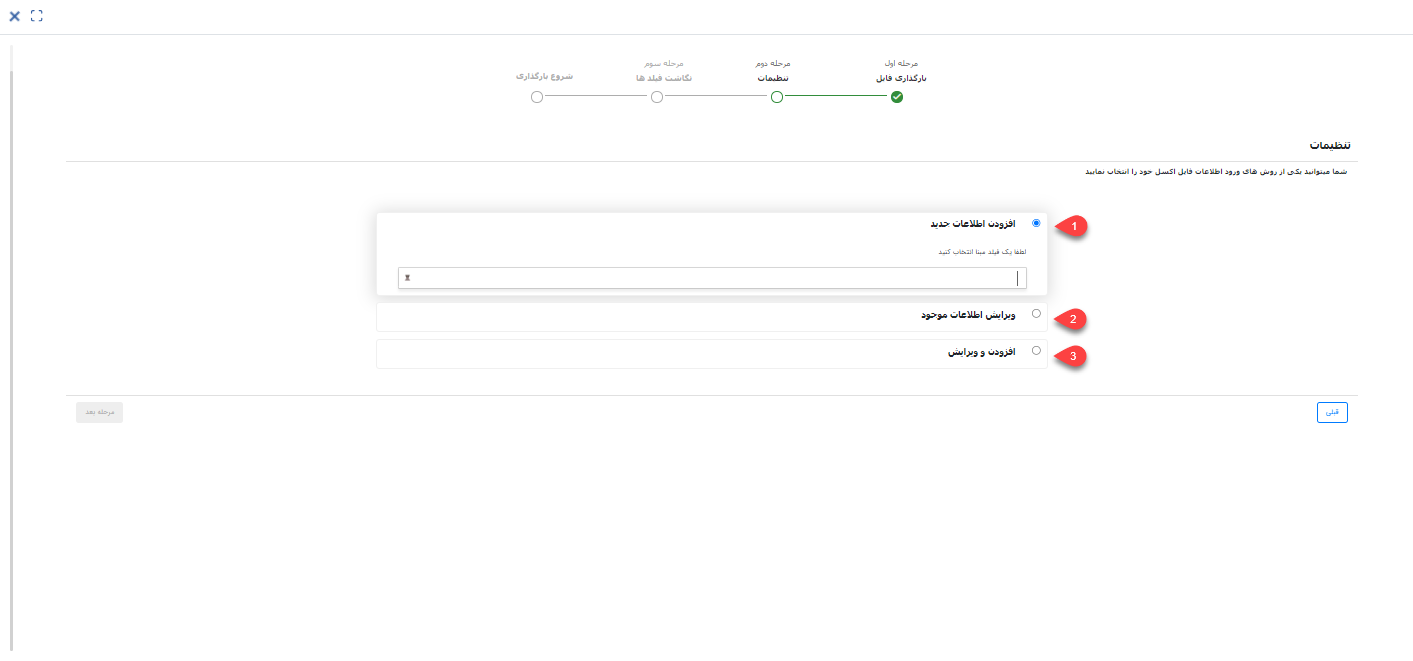 مرحله اول
بارگذاری فایل
مرحله دوم
تنظیمات
مرحله سوم
نگاشت فیلد ها
شروع بارگذاری
تنظیمات
شما میتوانید یکی از روش های ورود اطلاعات فایل اکسل خود را انتخاب نمایید
افزودن اطلاعات جدید
1
لطفا یک فیلد مبنا انتخاب کنید
ویرایش اطلاعات موجود
2
افزودن و ویرایش
3
قبلی
مرحله بعد